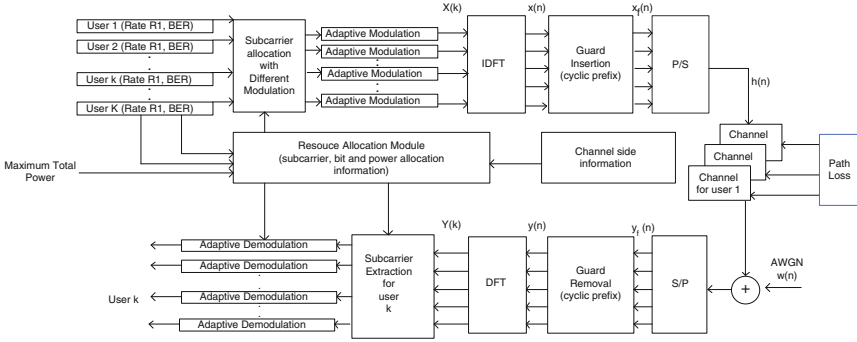 User 1 (Rate R1, BER)
User 2 (Rate R1, BER)
User k (Rate R1, BER)
User K (Rate R1, BER)
Subcarrier
allocation
with
Different
Modulation
Adaptive Modulation
Adaptive Modulation
Adaptive Modulation
Adaptive Modulation
X(k)
IDFT
x(n)
Guard
Insertion
(cyclic prefix)
x_f(n)
P/S
h(n)
Maximum Total
Power
Resouce Allocation Module
(subcarrier, bit and power allocation
information)
Channel side
information
Channel
Channel
Channel
for user 1
Path
Loss
User k
Adaptive Demodulation
Adaptive Demodulation
Adaptive Demodulation
Adaptive Demodulation
Subcarrier
Extraction
for
user
k
Y(k)
DFT
y(n)
Guard
Removal
(cyclic prefix)
y_f (n)
S/P
+
AWGN
w(n)